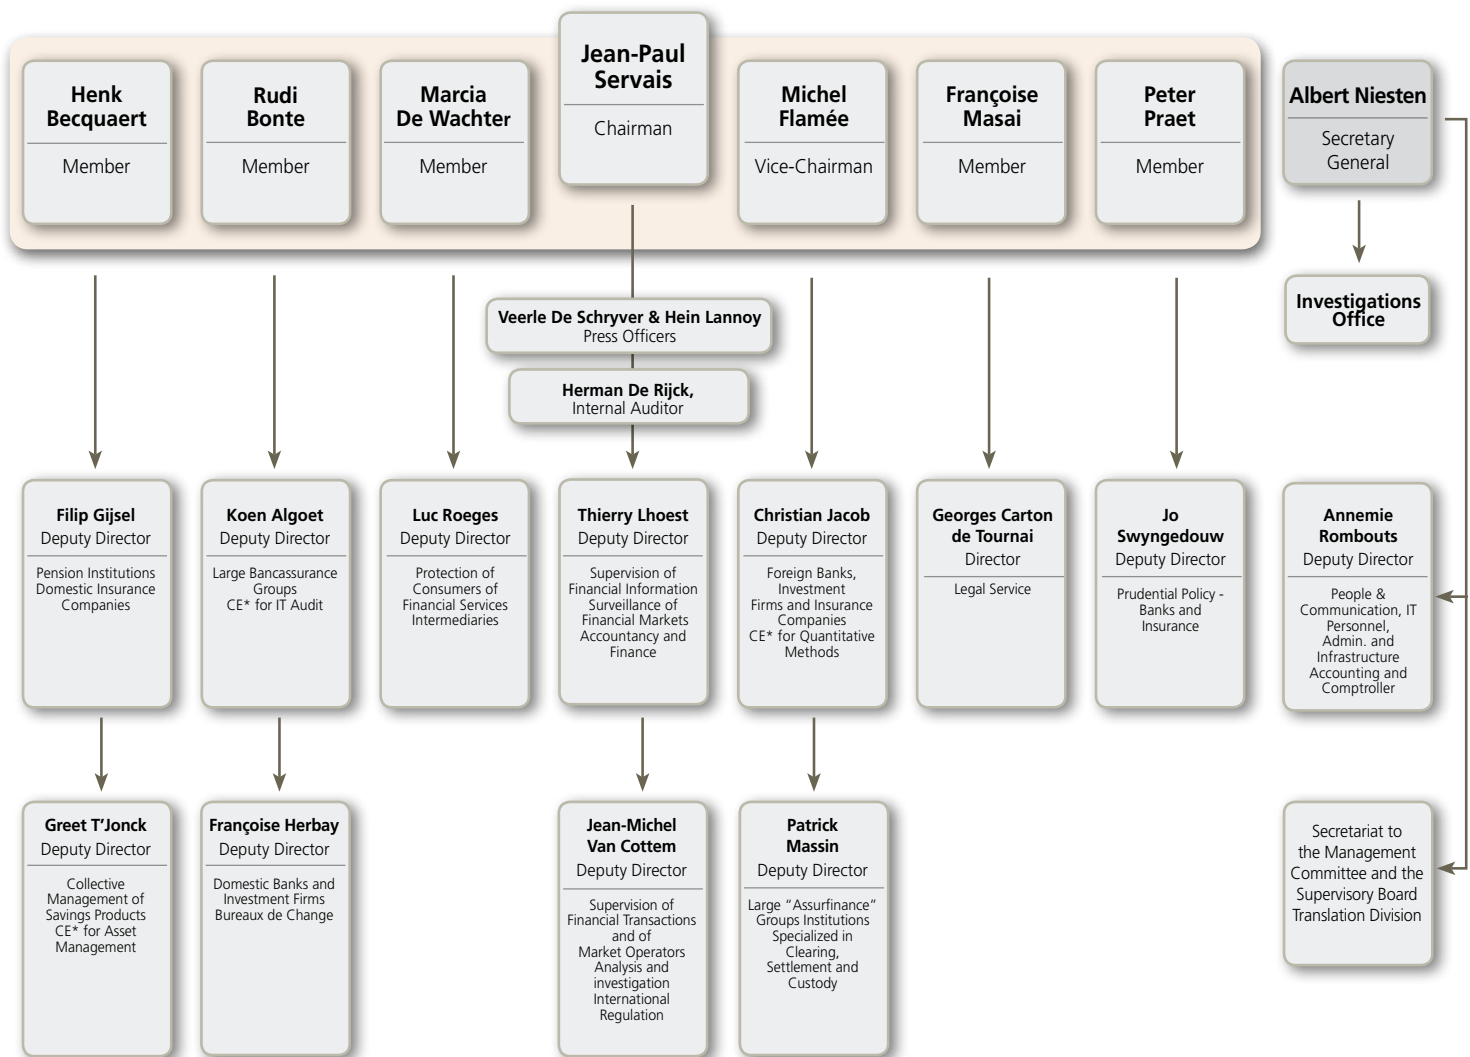 Henk
Becquaert
Member
Rudi
Bonte
Member
Marcia
De Wachter
Member
Jean-Paul
Servais
Chairman
Michel
Flamée
Vice-Chairman
Françoise
Masai
Member
Peter
Praet
Member
Albert Niesten
Secretary
General
Veerle De Schryver & Hein Lannoy
Press Officers
Herman De Rijck,
Internal Auditor
Investigations
Office
Filip Gijsel
Deputy Director
Pension Institutions
Domestic Insurance
Companies
Koen Algoet
Deputy Director
Large Bancassurance
Groups
CE* for IT Audit
Luc Roeges
Deputy Director
Protection of
Consumers of
Financial Services
Intermediaries
Thierry Lhoest
Deputy Director
Supervision of
Financial Information
Surveillance of
Financial Markets
Accountancy and
Finance
Christian Jacob
Deputy Director
Foreign Banks,
Investment
Firms and Insurance
Companies
CE* for Quantitative
Methods
Georges Carton
de Tournai
Director
Legal Service
Jo
Swyngedouw
Deputy Director
Prudential Policy -
Banks and
Insurance
Annemie
Rombouts
Deputy Director
People &
Communication, IT
Personnel,
Admin. and
Infrastructure
Accounting and
Comptroller
Greet T’Jonck
Deputy Director
Collective
Management of
Savings Products
CE* for Asset
Management
Françoise Herbay
Deputy Director
Domestic Banks and
Investment Firms
Bureaux de Change
Jean-Michel
Van Cottem
Deputy Director
Supervision of
Financial Transactions
and of
Market Operators
Analysis and
investigation
International
Regulation
Patrick
Massin
Deputy Director
Large “Assurfinance”
Groups Institutions
Specialized in
Clearing,
Settlement and
Custody
Secretariat to
the Management
Committee and the
Supervisory Board
Translation Division